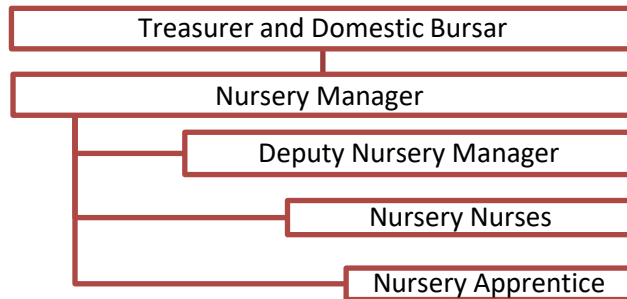 Treasurer and Domestic Bursar
Nursery Manager
Deputy Nursery Manager
Nursery Nurses
Nursery Apprentice